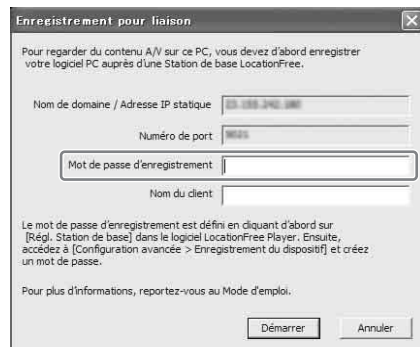 Enregistrement pour liaison
Pour regarder du contenu A/V sur ce PC, vous devez d'abord enregistrer
votre logiciel PC auprès d'une Station de base LocationFree.
Nom de domaine / Adresse IP statique
Numéro de port
Mot de passe d'enregistrement
Nom du client
Le mot de passe d'enregistrement est défini en cliquant d'abord sur
[Régl. Station de base] dans le logiciel LocationFree Player. Ensuite,
accédez à [Configuration avancée > Enregistrement du dispositif] et créez
un mot de passe.
Pour plus d'informations, reportez-vous au Mode d'emploi.
Démarrer Annuler